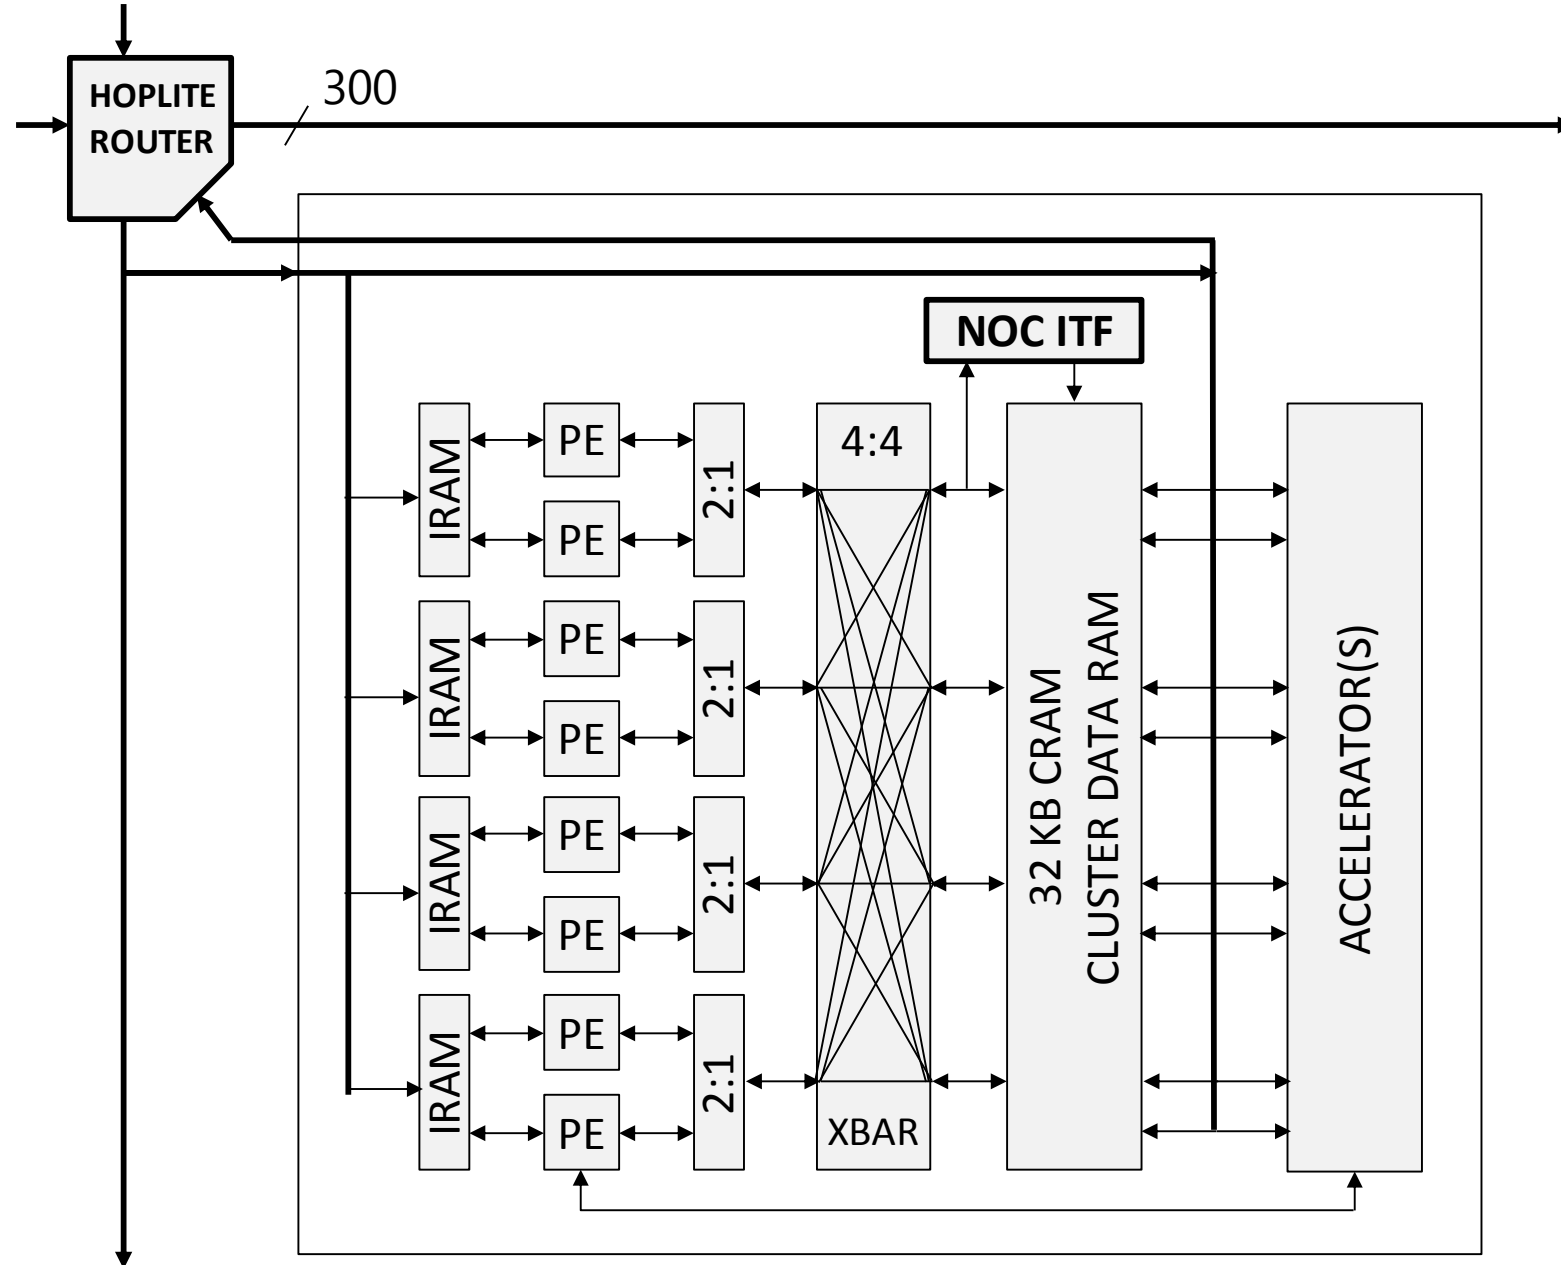 HOPLITE
ROUTER
300
NOC ITF
IRAM
PE
PE
2:1
4:4
IRAM
PE
PE
2:1
IRAM
PE
PE
2:1
IRAM
PE
PE
2:1
XBAR
32 KB CRAM
CLUSTER DATA RAM
ACCELERATOR(S)